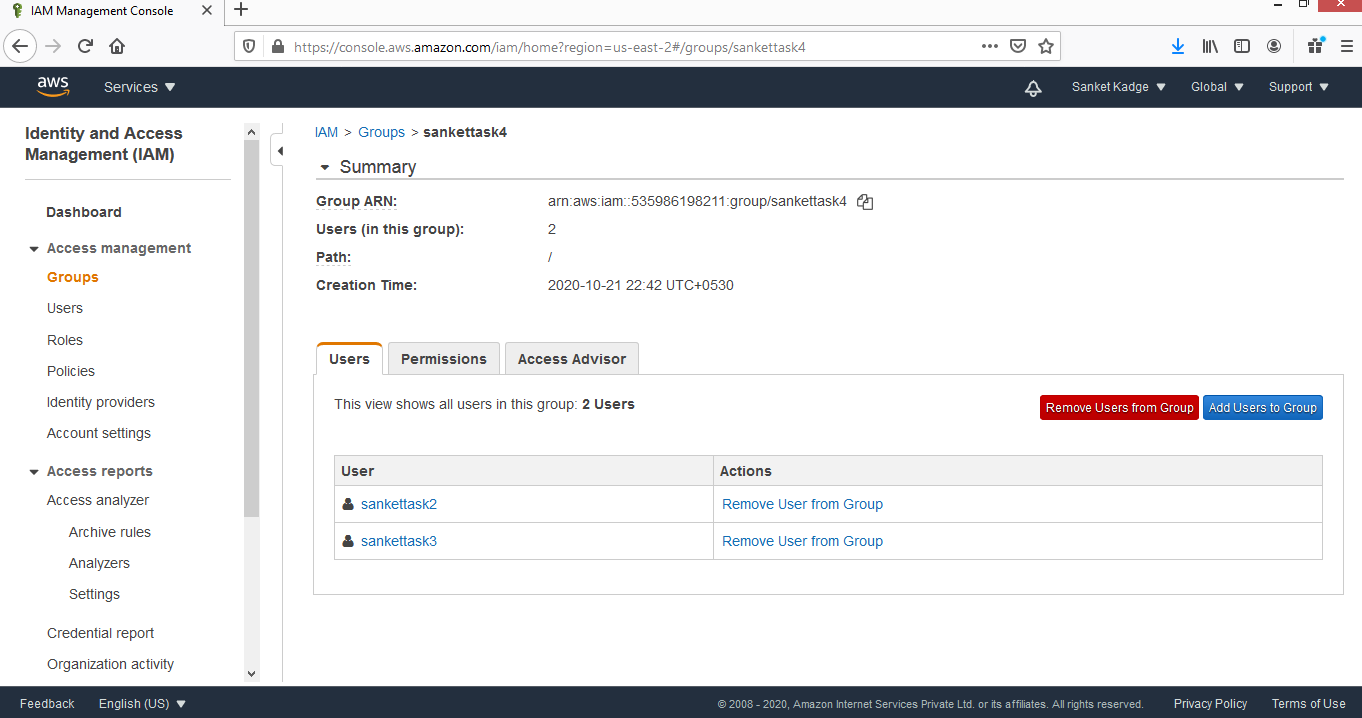 IAM Management Console
https://console.aws.amazon.com/iam/home?region=us-east-2#/groups/sankettask4
aws Services Sanket Kadge Global Support
Identity and Access
Management (IAM)
Dashboard
Access management
Groups
Users
Roles
Policies
Identity providers
Account settings
Access reports
Access analyzer
Archive rules
Analyzers
Settings
Credential report
Organization activity
IAM > Groups > sankettask4
Summary
Group ARN: arn:aws:iam::535986198211:group/sankettask4
Users (in this group): 2
Path: /
Creation Time: 2020-10-21 22:42 UTC+0530
Users Permissions Access Advisor
This view shows all users in this group: 2 Users
Remove Users from Group Add Users to Group
User Actions
sankettask2 Remove User from Group
sankettask3 Remove User from Group
Feedback English (US) © 2008 - 2020, Amazon Internet Services Private Ltd. or its affiliates. All rights reserved. Privacy Policy Terms of Use